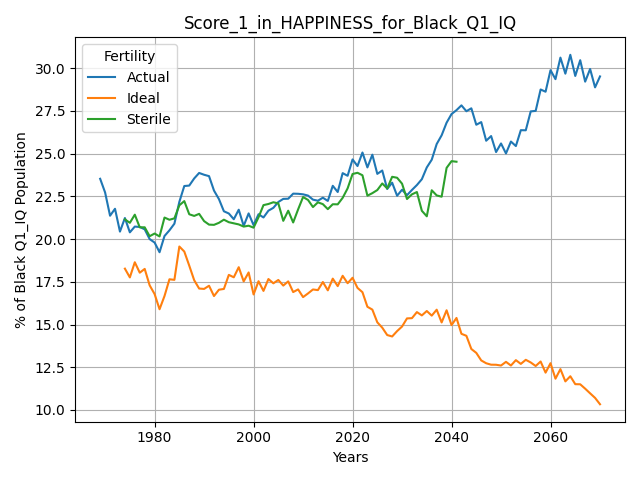 Score_1_in_HAPPINESS_for_Black_Q1_IQ
Fertility
Actual
Ideal
Sterile
% of Black Q1_IQ Population
30.0
27.5
25.0
22.5
20.0
17.5
15.0
12.5
10.0
1980
2000
2020
2040
2060
Years